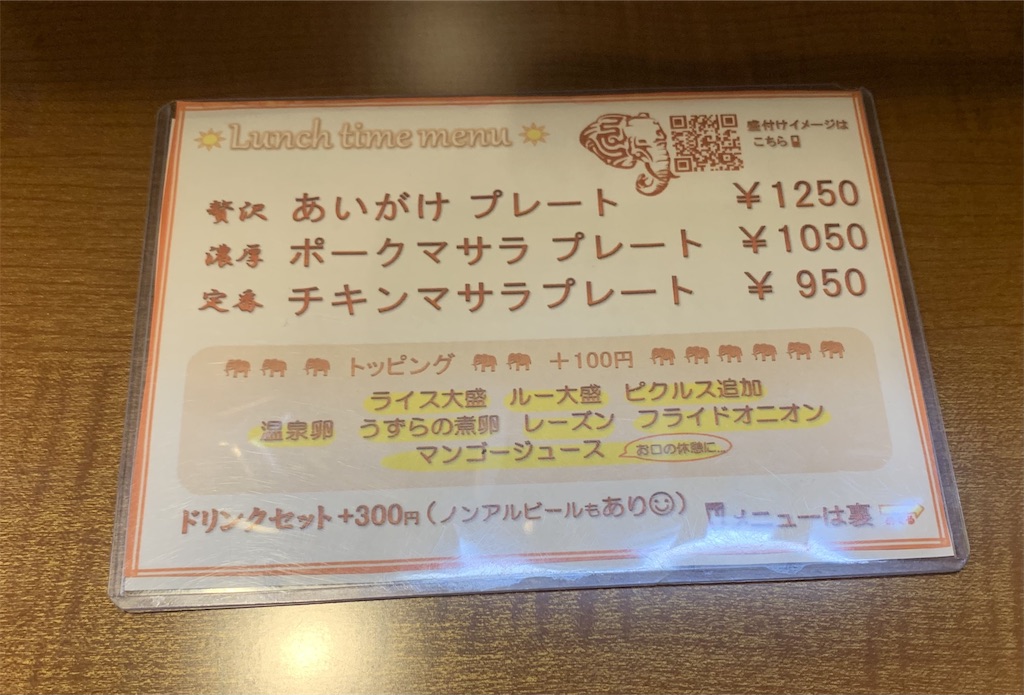 Lunch time menu
盛付けイメージは
こちら
贅沢 あいがけ プレート ¥1250
濃厚 ポークマサラ プレート ¥1050
定番 チキンマサラプレート ¥ 950
トッピング +100円
ライス大盛 ルー大盛 ピクルス追加
温泉卵 うずらの煮卵 レーズン フライドオニオン
マンゴージュース お口の休憩に…
ドリンクセット+300円(ノンアルビールもあり☺) メニューは裏